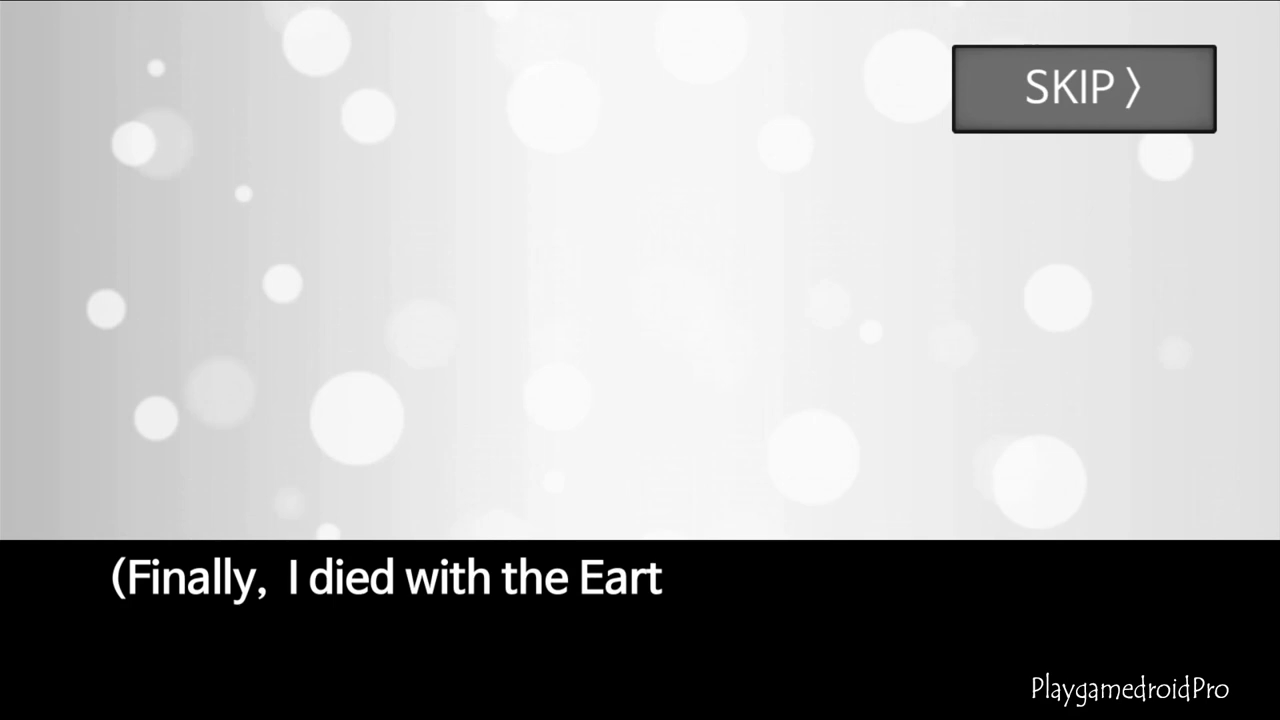 SKIP 〉
(Finally, I died with the Eart
PlaygamedroidPro